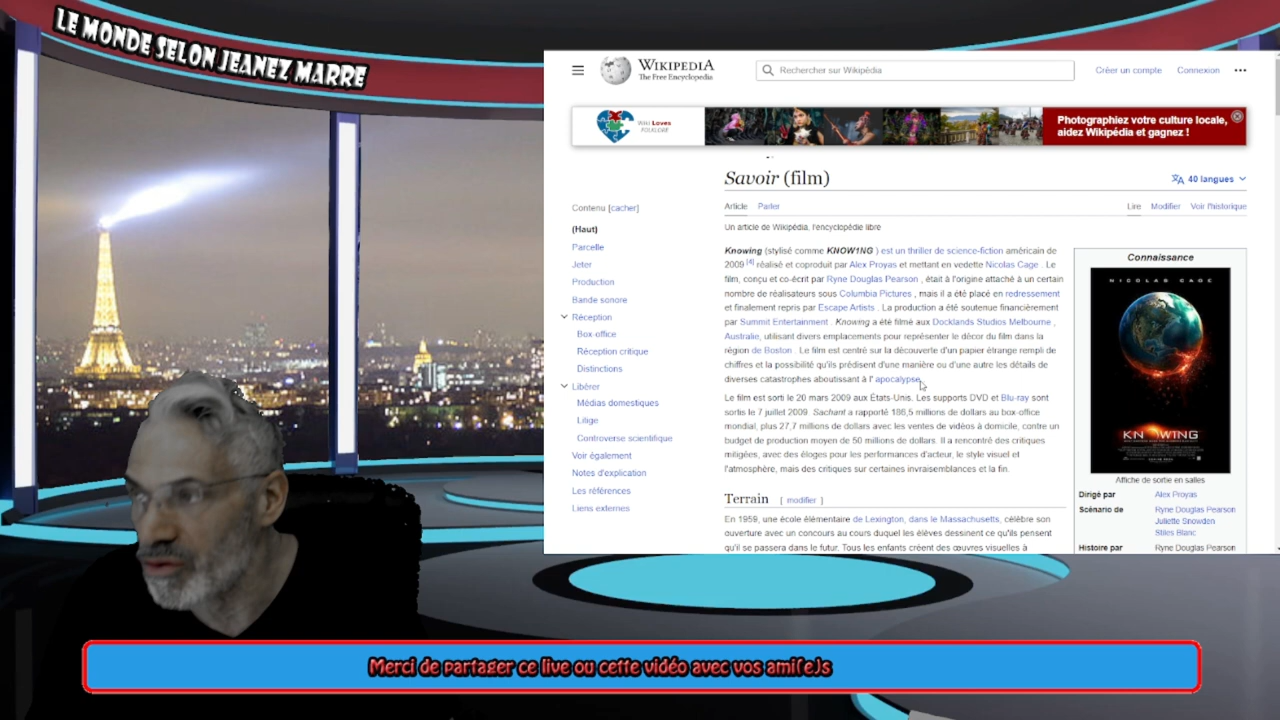 LE MONDE SELON JEANEZ MARRE
WIKIPEDIA
The Free Encyclopedia
Rechercher sur Wikipédia
Créer un compte
Connexion
Wiki Loves
FOLKLORE
Photographiez votre culture locale,
aidez Wikipédia et gagnez !
Savoir (film)
40 langues
Article Parler
Lire Modifier Voir l'historique
Un article de Wikipédia, l'encyclopédie libre
Contenu [cacher]
(Haut)
Parcelle
Jeter
Production
Bande sonore
Réception
Box-office
Réception critique
Distinctions
Libérer
Médias domestiques
Litige
Controverse scientifique
Voir également
Notes d'explication
Les références
Liens externes
Knowing (stylisé comme KNOW1NG ) est un thriller de science-fiction américain de
2009 [4] réalisé et coproduit par Alex Proyas et mettant en vedette Nicolas Cage . Le
film, conçu et co-écrit par Ryne Douglas Pearson , était à l'origine attaché à un certain
nombre de réalisateurs sous Columbia Pictures , mais il a été placé en redressement
et finalement repris par Escape Artists . La production a été soutenue financièrement
par Summit Entertainment . Knowing a été filmé aux Docklands Studios Melbourne ,
Australie, utilisant divers emplacements pour représenter le décor du film dans la
région de Boston . Le film est centré sur la découverte d'un papier étrange rempli de
chiffres et la possibilité qu'ils prédisent d'une manière ou d'une autre les détails de
diverses catastrophes aboutissant à l' apocalypse.
Le film est sorti le 20 mars 2009 aux États-Unis. Les supports DVD et Blu-ray sont
sortis le 7 juillet 2009. Sachant a rapporté 186,5 millions de dollars au box-office
mondial, plus 27,7 millions de dollars avec les ventes de vidéos à domicile, contre un
budget de production moyen de 50 millions de dollars. Il a rencontré des critiques
mitigées, avec des éloges pour les performances d'acteur, le style visuel et
l'atmosphère, mais des critiques sur certaines invraisemblances et la fin.
Terrain [ modifier ]
En 1959, une école élémentaire de Lexington, dans le Massachusetts, célèbre son
ouverture avec un concours au cours duquel les élèves dessinent ce qu'ils pensent
qu'il se passera dans le futur. Tous les enfants créent des œuvres visuelles à
Connaissance
NICOLAS CAGE
KNOWING
Affiche de sortie en salles
Dirigé par Alex Proyas
Scénario de Ryne Douglas Pearson
Juliette Snowden
Stiles Blanc
Histoire par Ryne Douglas Pearson
Merci de partager ce live ou cette vidéo avec vos ami(e)s